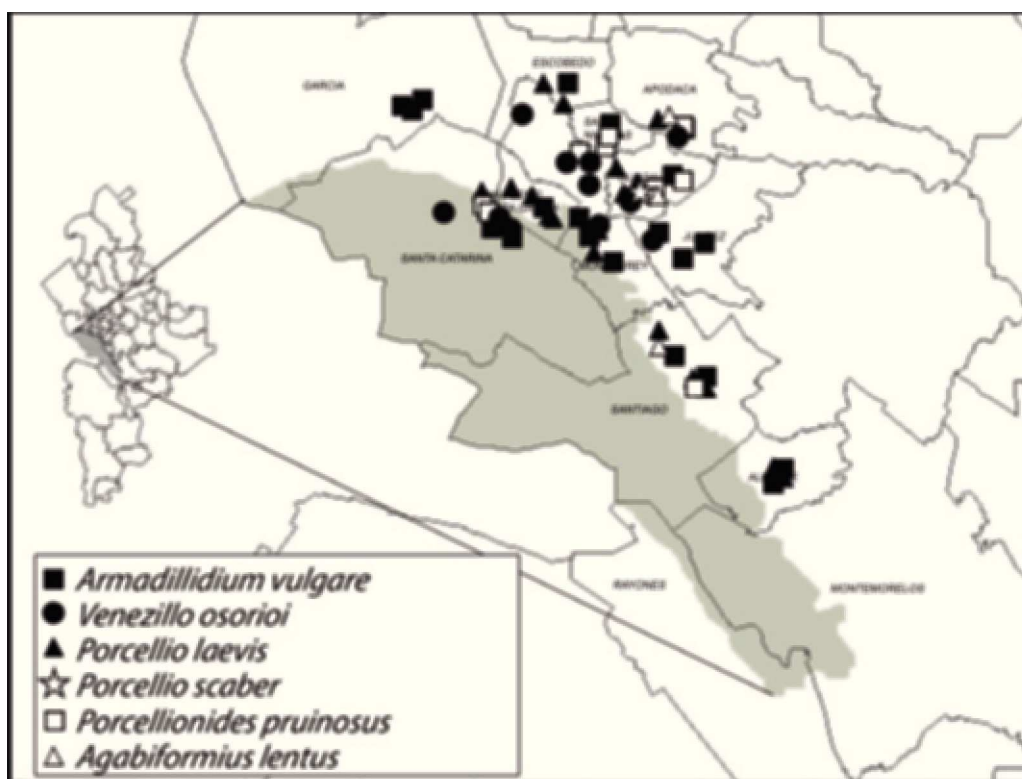 ESCOBEDO
GARCIA
APODACA
SANTA CATARINA
SANTIAGO
RAYONES
MONTEMORELOS
Armadillidium vulgare
Venezillo osorioi
Porcellio laevis
Porcellio scaber
Porcellionides pruinosus
Agabiformius lentus